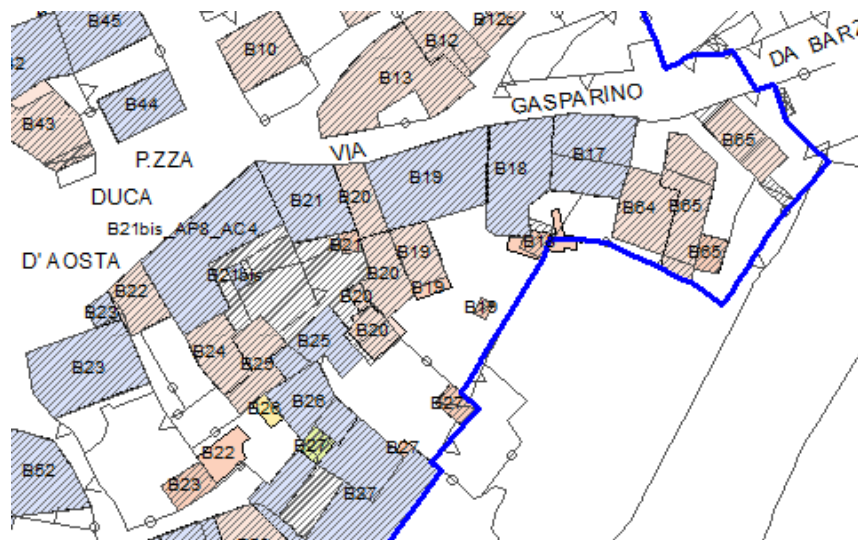 B45
B12c
B10
B12
DA BARZ
B13
GASPARINO
B44
B43
P.ZZA
VIA
B65
B17
B18
B19
B20
B21
DUCA
B64
B65
B21bis_AP8_AC4
B21
B19
B18
B65
D'AOSTA
B21bis
B20
B22
B20
B19
B23
B19
B20
B25
B24
B23
B25
B26
B27
B26
B27
B27
B22
B62
B23
B27